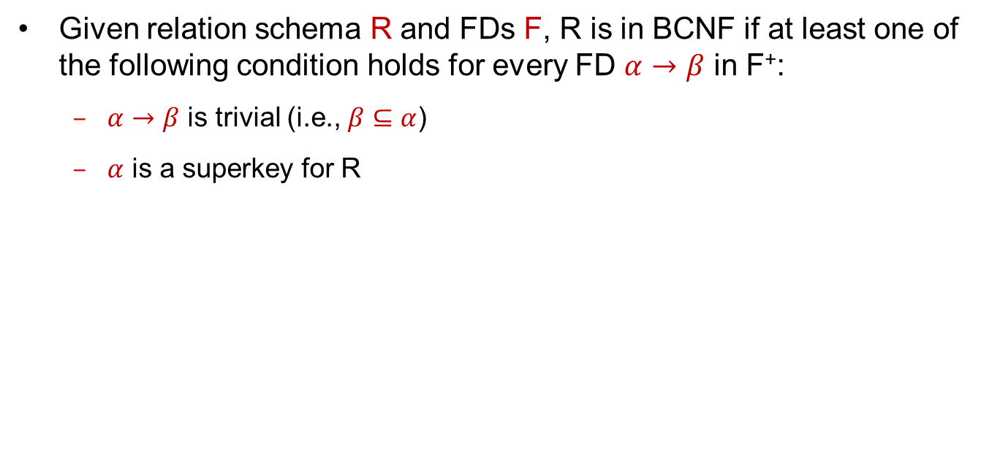 • Given relation schema R and FDs F, R is in BCNF if at least one of
the following condition holds for every FD α → β in F⁺:
– α → β is trivial (i.e., β ⊆ α)
– α is a superkey for R